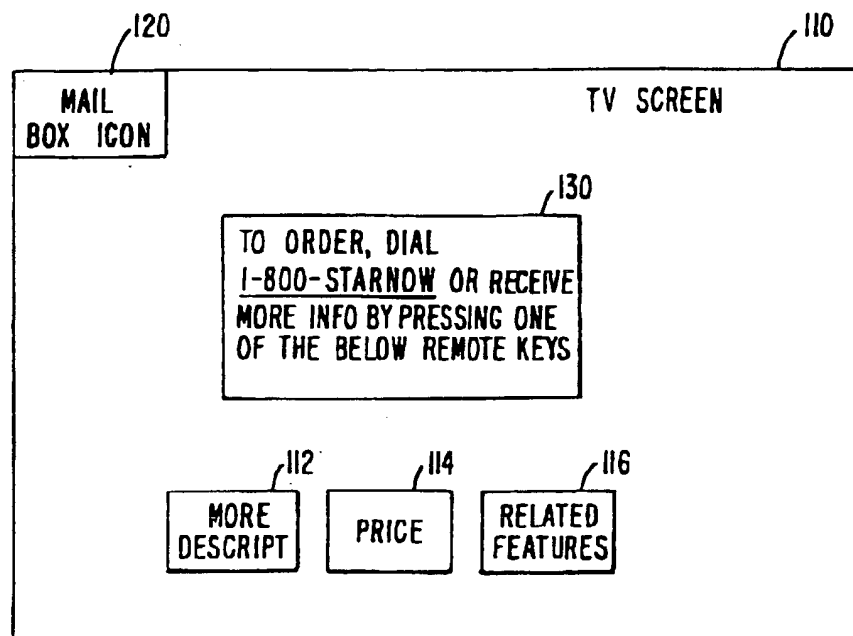 120
110
MAIL
BOX ICON
TV SCREEN
130
TO ORDER, DIAL
1-800-STARNOW OR RECEIVE
MORE INFO BY PRESSING ONE
OF THE BELOW REMOTE KEYS
112
114
116
MORE
DESCRIPT
PRICE
RELATED
FEATURES